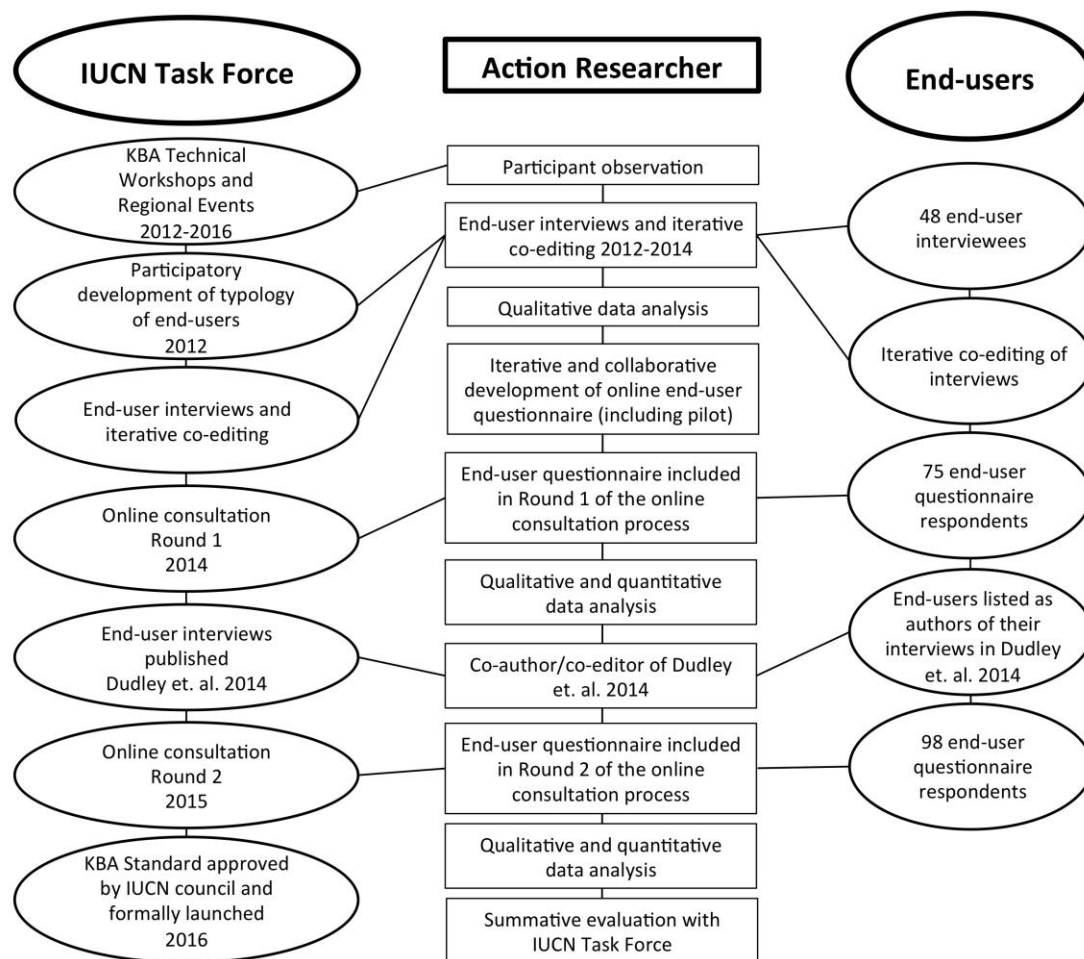 IUCN Task Force
KBA Technical
Workshops and
Regional Events
2012-2016
Participatory
development of typology
of end-users
2012
End-user interviews and
iterative co-editing
Online consultation
Round 1
2014
End-user interviews
published
Dudley et. al. 2014
Online consultation
Round 2
2015
KBA Standard approved
by IUCN council and
formally launched
2016
Action Researcher
Participant observation
End-user interviews and iterative
co-editing 2012-2014
Qualitative data analysis
Iterative and collaborative
development of online end-user
questionnaire (including pilot)
End-user questionnaire included
in Round 1 of the online
consultation process
Qualitative and quantitative
data analysis
Co-author/co-editor of Dudley
et. al. 2014
End-user questionnaire included
in Round 2 of the online
consultation process
Qualitative and quantitative
data analysis
Summative evaluation with
IUCN Task Force
End-users
48 end-user
interviewees
Iterative co-editing of
interviews
75 end-user
questionnaire
respondents
End-users listed as
authors of their
interviews in Dudley
et. al. 2014
98 end-user
questionnaire
respondents